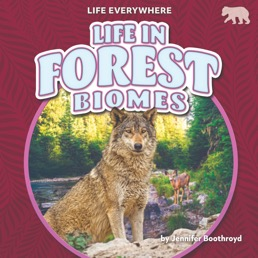 LIFE EVERYWHERE
LIFE IN
FOREST
BIOMES
by Jennifer Boothroyd